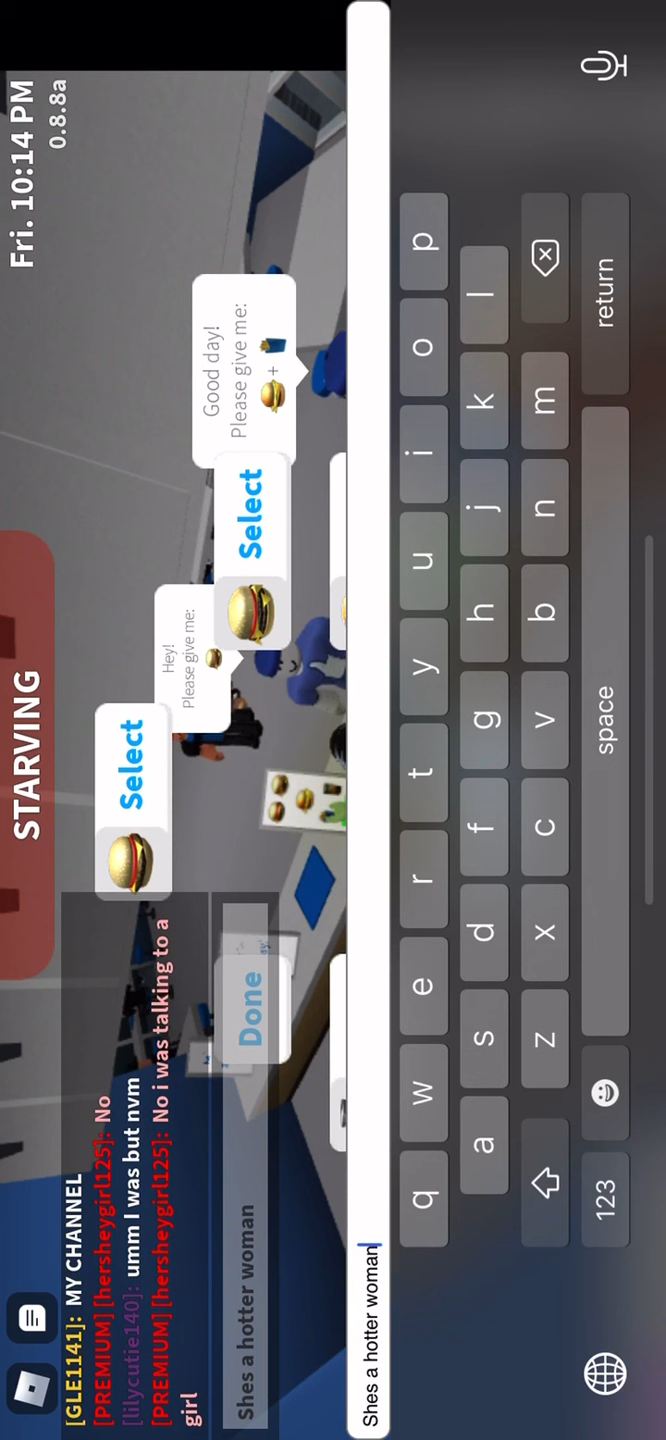 Fri. 10:14 PM
0.8.8a
STARVING
[GLE1141]: MY CHANNEL
[PREMIUM] [hersheygirl125]: No
[lilycutie140]: umm I was but nvm
[PREMIUM] [hersheygirl125]: No i was talking to a
girl
Shes a hotter woman
Select
Hey!
Please give me:
Select
Good day!
Please give me:
+
Done
Shes a hotter woman
q w e r t y u i o p
a s d f g h j k l
z x c v b n m
123 space return